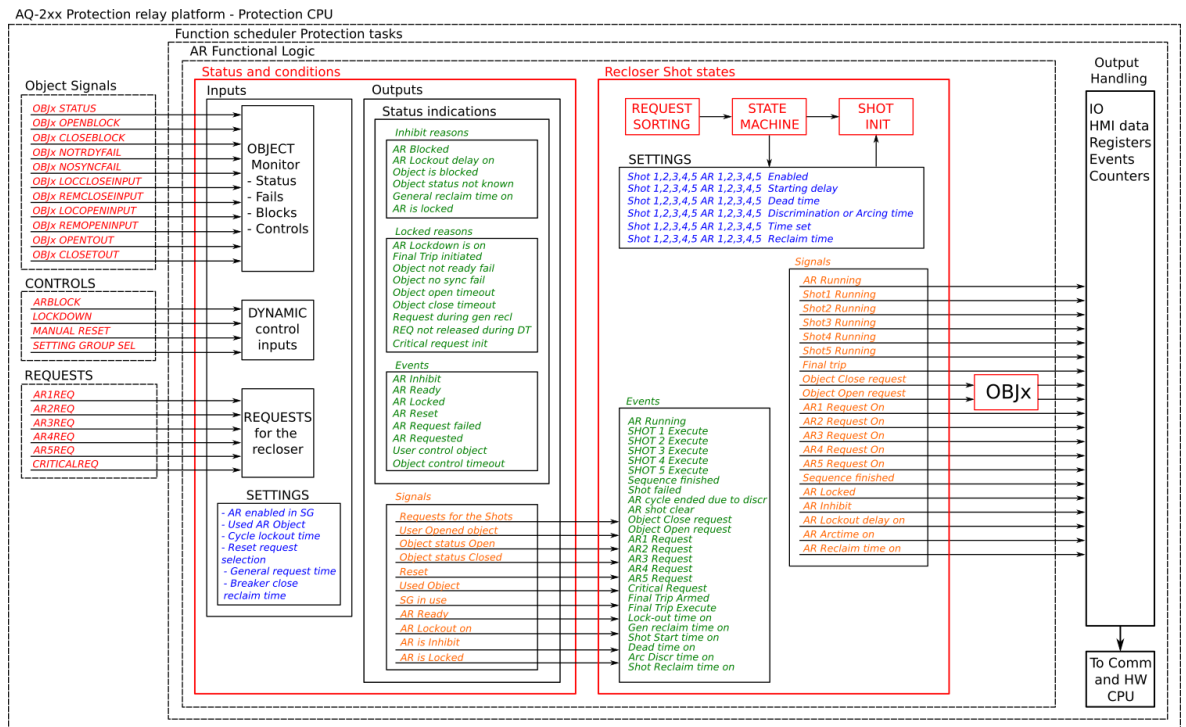 AQ-2xx Protection relay platform - Protection CPU
Function scheduler Protection tasks
AR Functional Logic
Object Signals
OBJx STATUS
OBJx OPENBLOCK
OBJx CLOSEBLOCK
OBJx NOTRDYFAIL
OBJx NOSYNCFAIL
OBJx LOCCLOSEINPUT
OBJx REMCLOSEINPUT
OBJx LOCOPENINPUT
OBJx REMOPENINPUT
OBJx OPENTOUT
OBJx CLOSETOUT
CONTROLS
ARBLOCK
LOCKDOWN
MANUAL RESET
SETTING GROUP SEL
REQUESTS
AR1REQ
AR2REQ
AR3REQ
AR4REQ
AR5REQ
CRITICALREQ
Status and conditions
Inputs
OBJECT
Monitor
- Status
- Fails
- Blocks
- Controls
DYNAMIC
control
inputs
REQUESTS
for the
recloser
SETTINGS
- AR enabled in SG
- Used AR Object
- Cycle lockout time
- Reset request
selection
- General request time
- Breaker close
reclaim time
Outputs
Status indications
Inhibit reasons
AR Blocked
AR Lockout delay on
Object is blocked
Object status not known
General reclaim time on
AR is locked
Locked reasons
AR Lockdown is on
Final Trip initiated
Object not ready fail
Object no sync fail
Object open timeout
Object close timeout
Request during gen recl
REQ not released during DT
Critical request init
Events
AR Inhibit
AR Ready
AR Locked
AR Reset
AR Request failed
AR Requested
User control object
Object control timeout
Signals
Requests for the Shots
User Opened object
Object status Open
Object status Closed
Reset
Used Object
SG in use
AR Ready
AR Lockout on
AR is Inhibit
AR is Locked
Recloser Shot states
REQUEST
SORTING
STATE
MACHINE
SHOT
INIT
SETTINGS
Shot 1,2,3,4,5 AR 1,2,3,4,5 Enabled
Shot 1,2,3,4,5 AR 1,2,3,4,5 Starting delay
Shot 1,2,3,4,5 AR 1,2,3,4,5 Dead time
Shot 1,2,3,4,5 AR 1,2,3,4,5 Discrimination or Arcing time
Shot 1,2,3,4,5 AR 1,2,3,4,5 Time set
Shot 1,2,3,4,5 AR 1,2,3,4,5 Reclaim time
Events
AR Running
SHOT 1 Execute
SHOT 2 Execute
SHOT 3 Execute
SHOT 4 Execute
SHOT 5 Execute
Sequence finished
Shot failed
AR cycle ended due to discr
AR shot clear
Object Close request
Object Open request
AR1 Request
AR2 Request
AR3 Request
AR4 Request
AR5 Request
Critical Request
Final Trip Armed
Final Trip Execute
Lock-out time on
Gen reclaim time on
Shot Start time on
Dead time on
Arc Discr time on
Shot Reclaim time on
Signals
AR Running
Shot1 Running
Shot2 Running
Shot3 Running
Shot4 Running
Shot5 Running
Final trip
Object Close request
Object Open request
AR1 Request On
AR2 Request On
AR3 Request On
AR4 Request On
AR5 Request On
Sequence finished
AR Locked
AR Inhibit
AR Lockout delay on
AR Arctime on
AR Reclaim time on
OBJx
Output
Handling
IO
HMI data
Registers
Events
Counters
To Comm
and HW
CPU